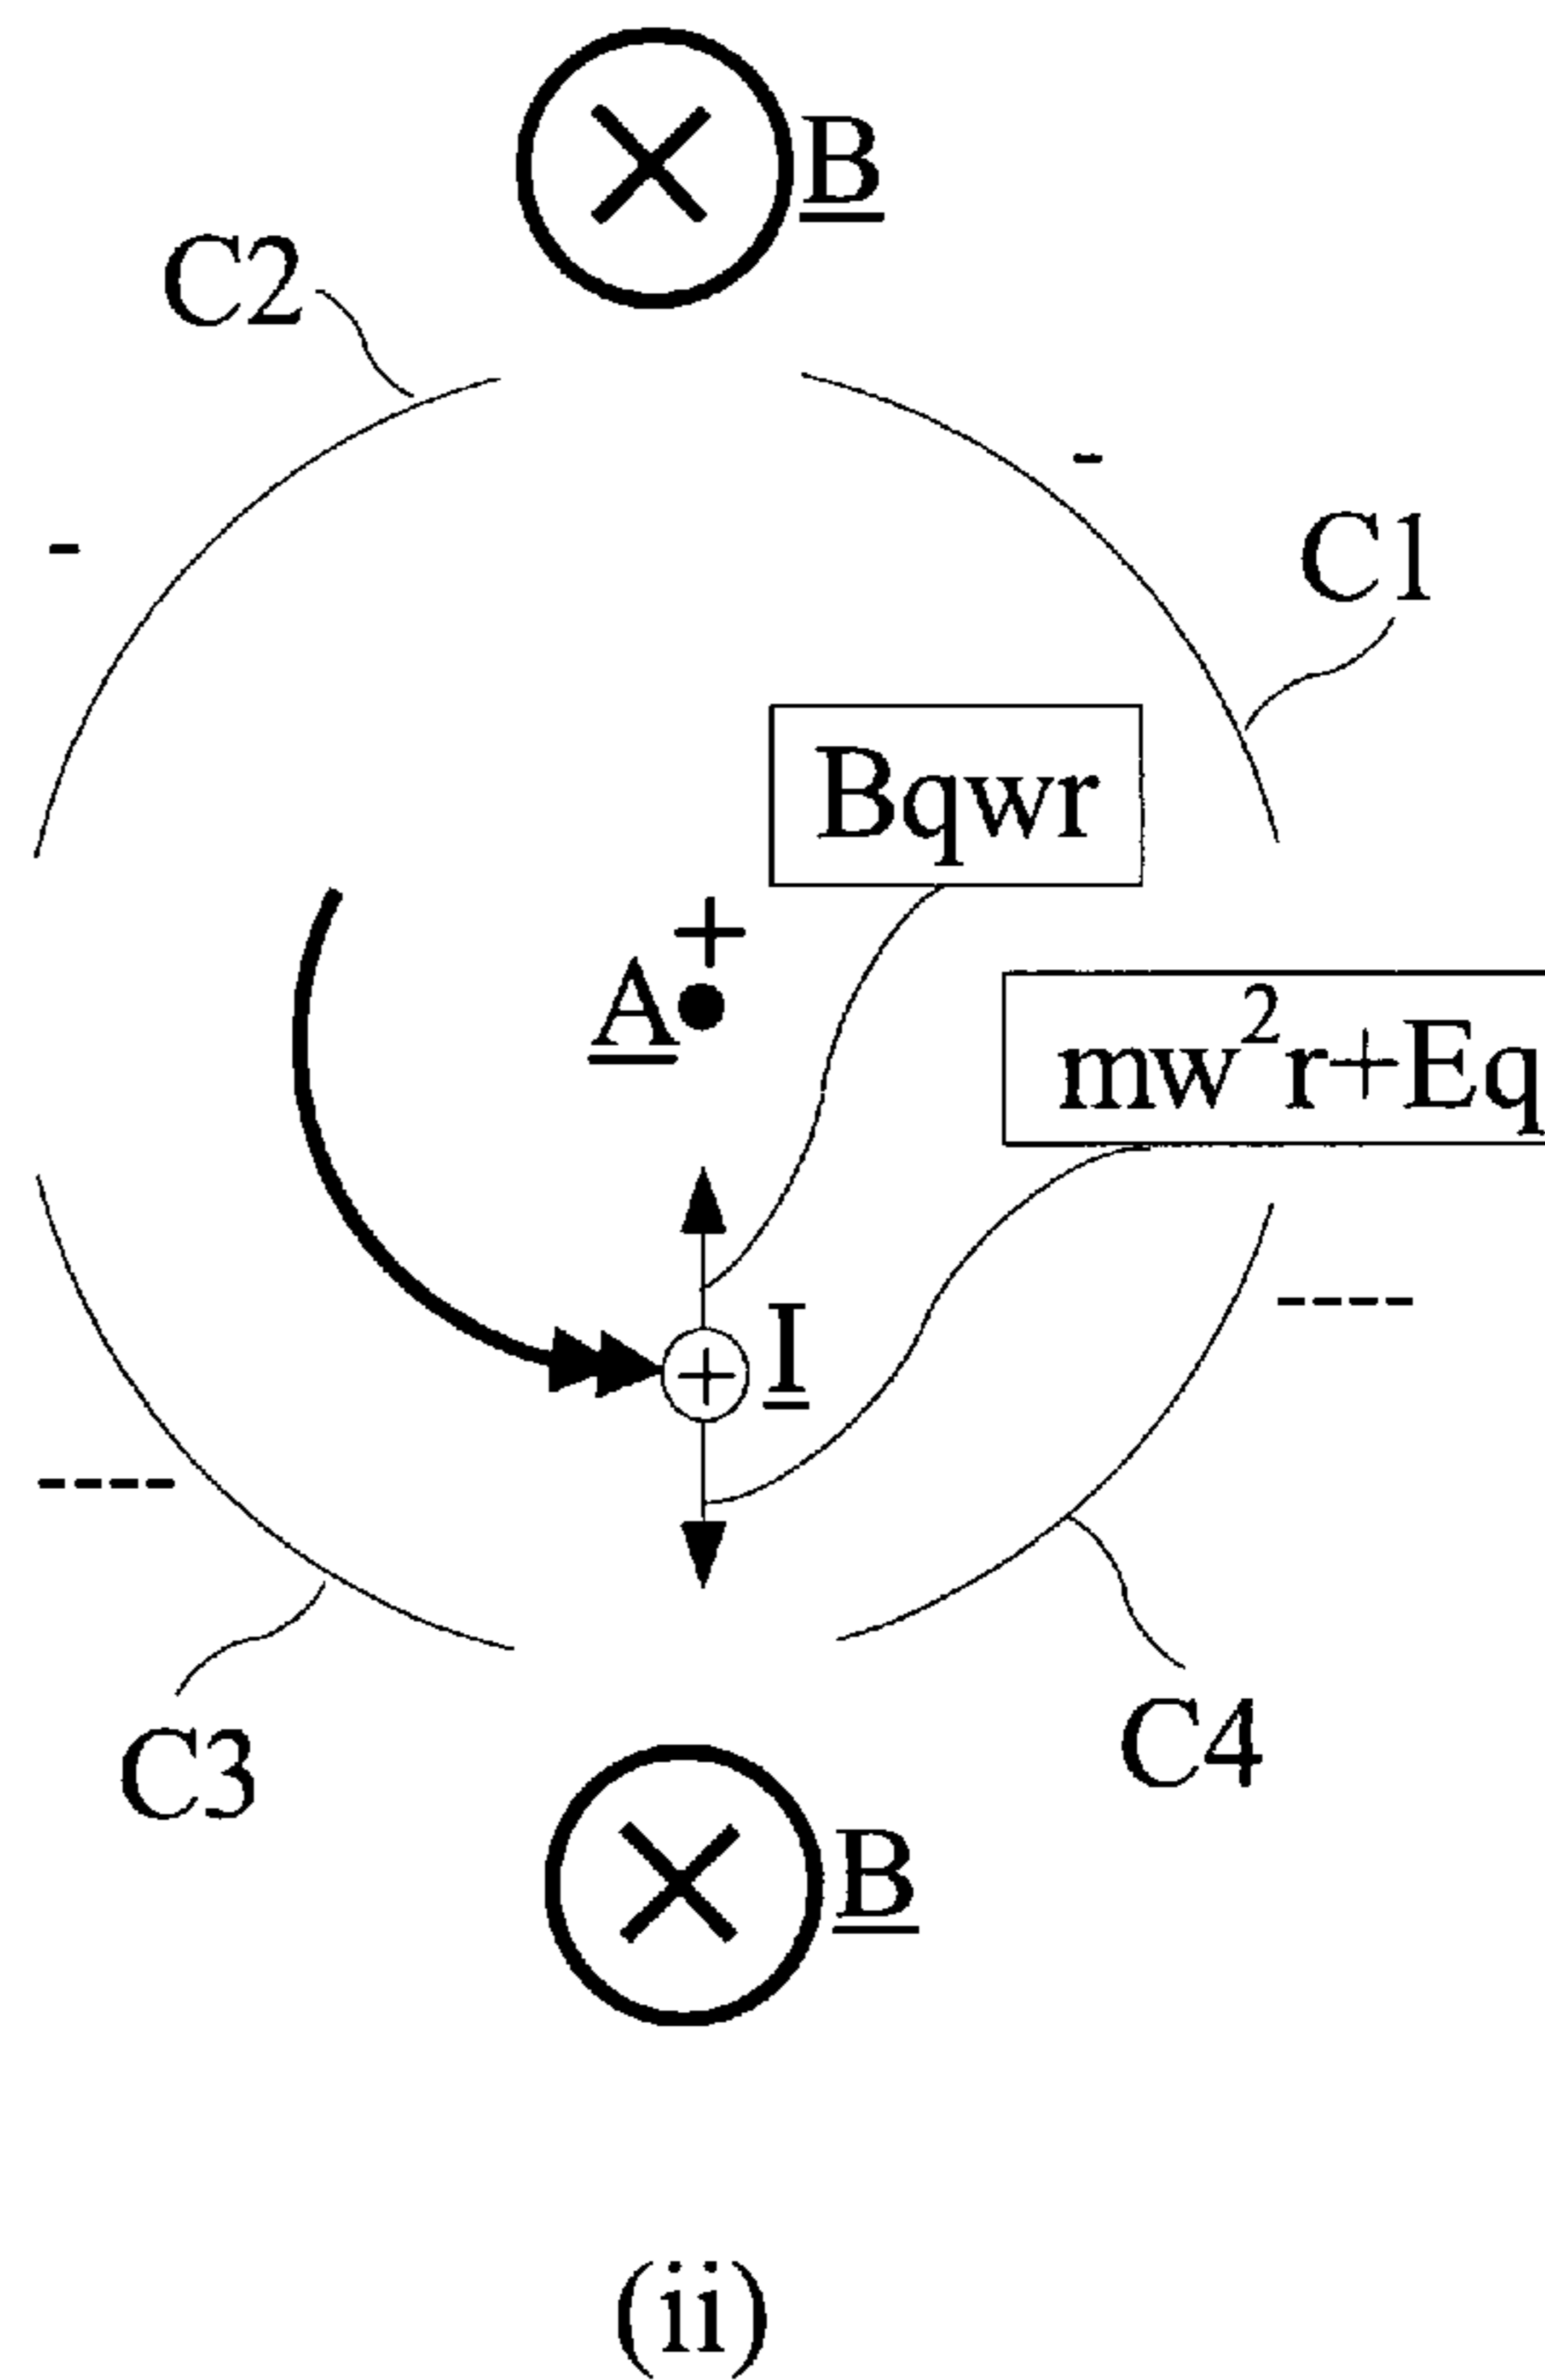 B
C2
-
C1
-
Bqwr
+
A
mw²r+Eq
I
+
----
----
C3
C4
B
(ii)